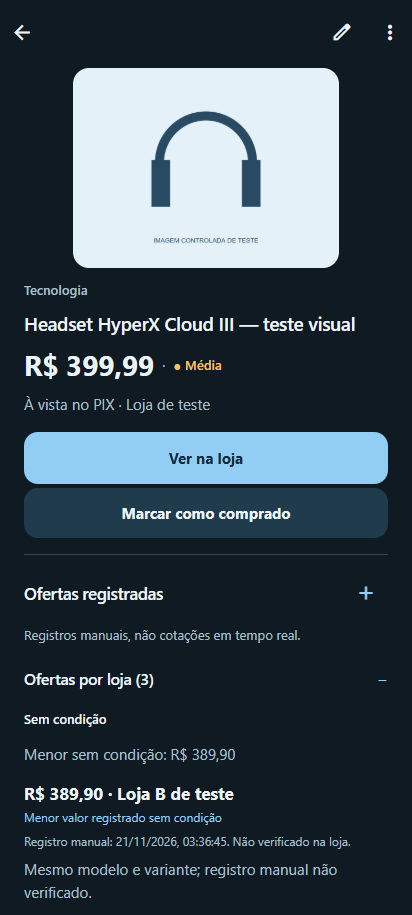 IMAGEM CONTROLADA DE TESTE
Tecnologia
Headset HyperX Cloud III — teste visual
R$ 399,99 · ● Média
À vista no PIX · Loja de teste
Ver na loja
Marcar como comprado
Ofertas registradas +
Registros manuais, não cotações em tempo real.
Ofertas por loja (3) −
Sem condição
Menor sem condição: R$ 389,90
R$ 389,90 · Loja B de teste
Menor valor registrado sem condição
Registro manual: 21/11/2026, 03:36:45. Não verificado na loja.
Mesmo modelo e variante; registro manual não
verificado.